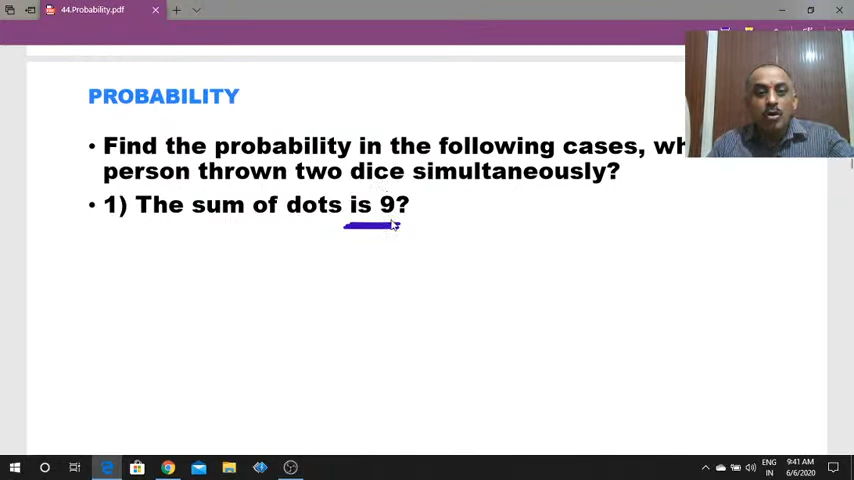 44.Probability.pdf
PROBABILITY
• Find the probability in the following cases,
person thrown two dice simultaneously?
• 1) The sum of dots is 9?
ENG
IN
9:41 AM
6/6/2020